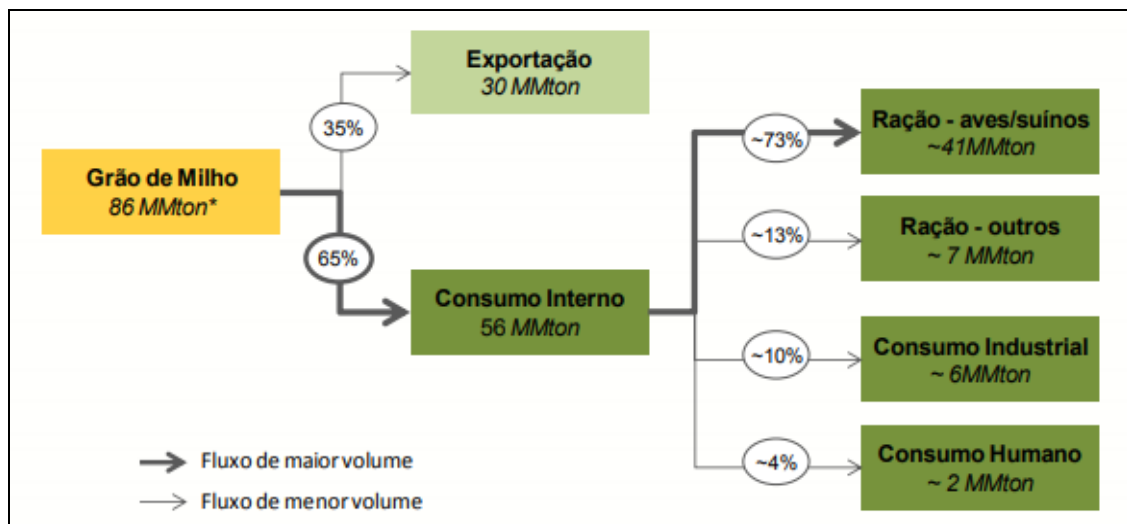 Exportação
30 MMton
35%
Grão de Milho
86 MMton*
65%
Consumo Interno
56 MMton
~73%
Ração - aves/suínos
~41MMton
~13%
Ração - outros
~ 7 MMton
~10%
Consumo Industrial
~ 6MMton
~4%
Consumo Humano
~ 2 MMton
Fluxo de maior volume
Fluxo de menor volume